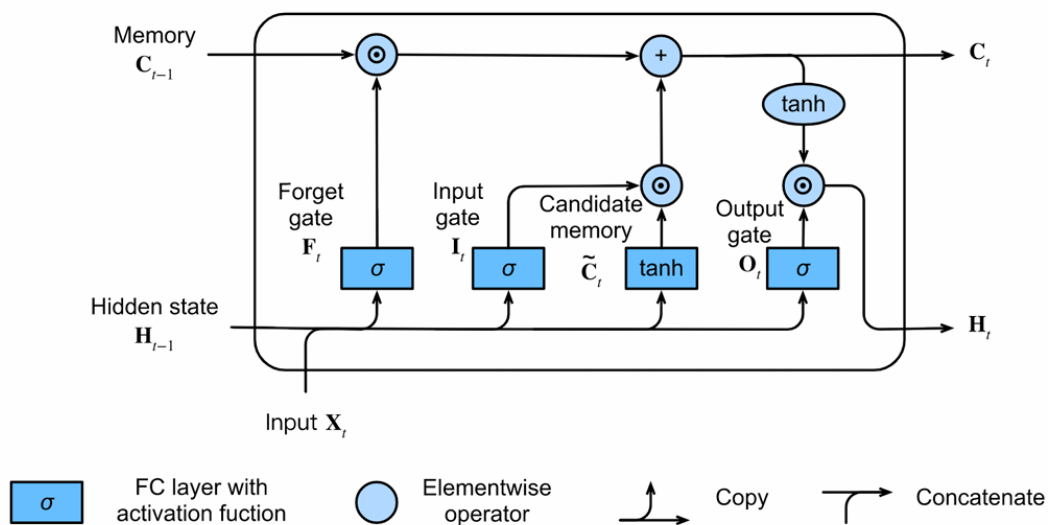 Memory
C_{t-1}
⊙
+
C_t
tanh
Forget
gate
F_t
Input
gate
I_t
Candidate
memory
C̃_t
⊙
Output
gate
O_t
⊙
σ
σ
tanh
σ
Hidden state
H_{t-1}
H_t
Input X_t
σ
FC layer with
activation fuction
Elementwise
operator
Copy
Concatenate